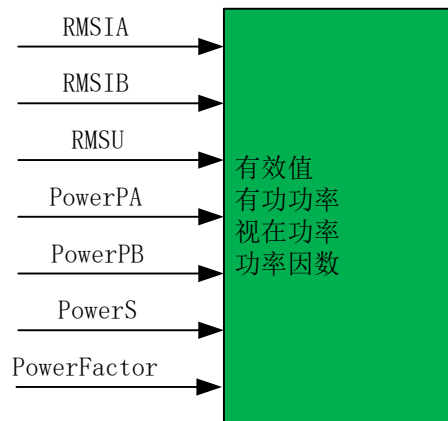 RMSIA
RMSIB
RMSU
PowerPA
PowerPB
PowerS
PowerFactor
有效值
有功功率
视在功率
功率因数